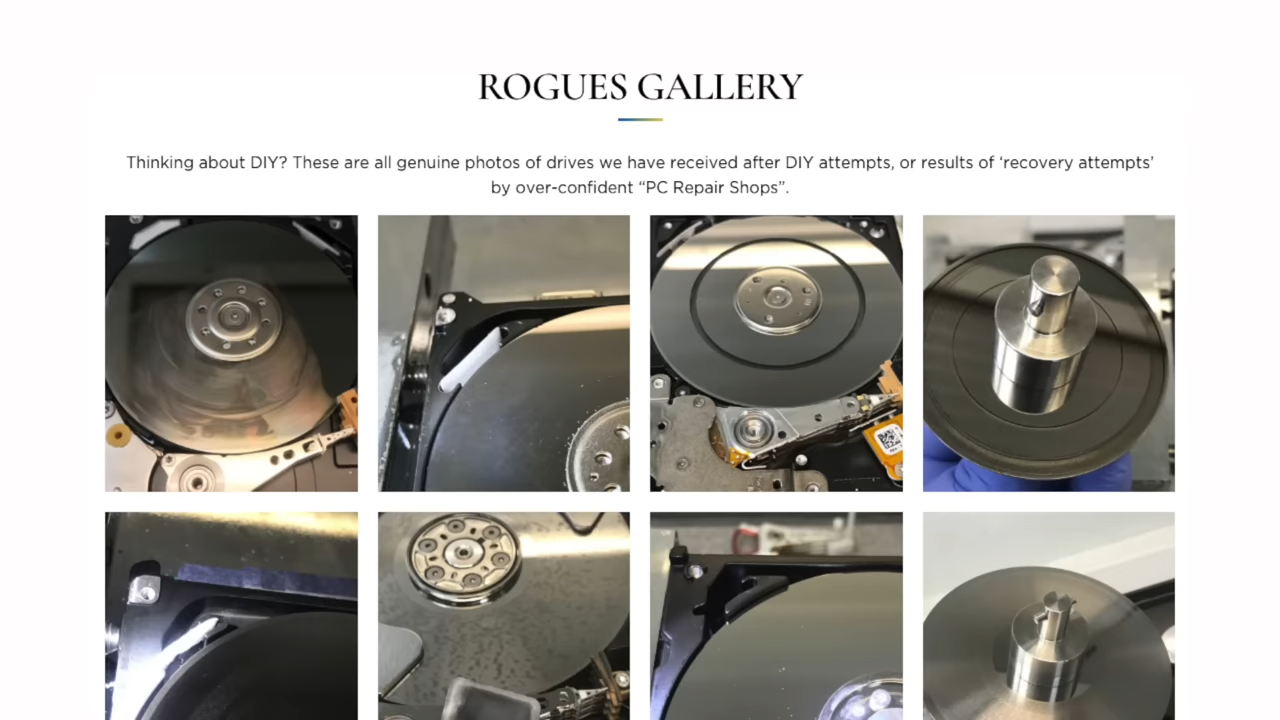 ROGUES GALLERY
Thinking about DIY? These are all genuine photos of drives we have received after DIY attempts, or results of ‘recovery attempts’
by over-confident “PC Repair Shops”.